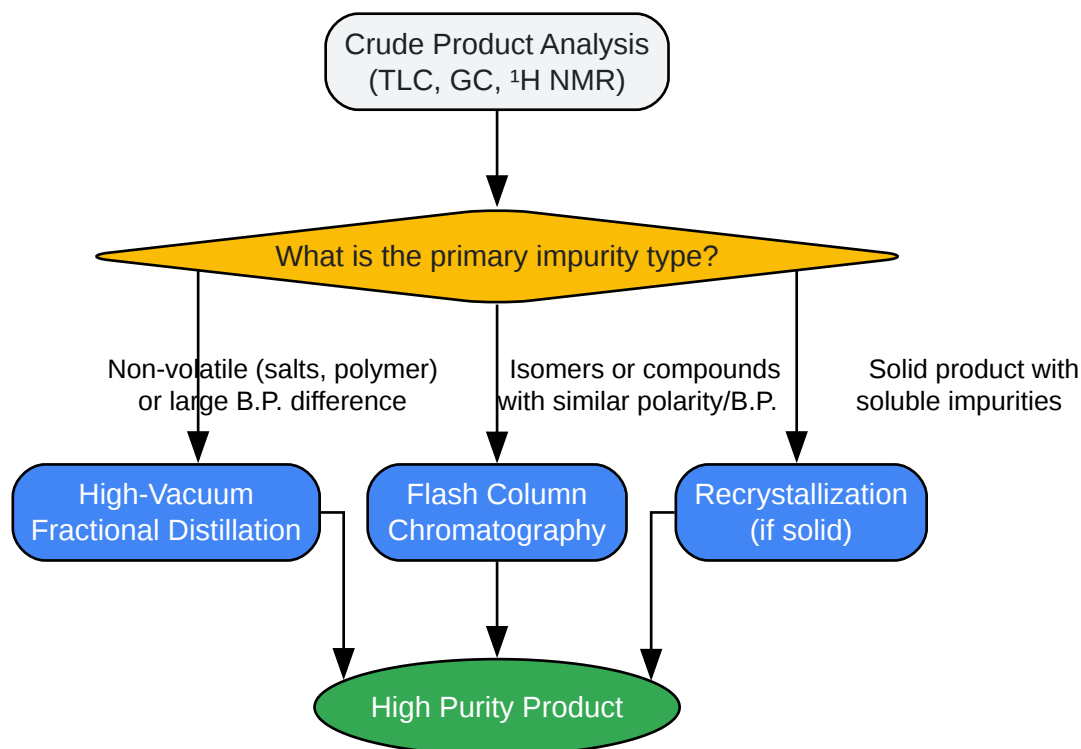 Crude Product Analysis
(TLC, GC, ¹H NMR)
What is the primary impurity type?
Non-volatile (salts, polymer)
or large B.P. difference
Isomers or compounds
with similar polarity/B.P.
Solid product with
soluble impurities
High-Vacuum
Fractional Distillation
Flash Column
Chromatography
Recrystallization
(if solid)
High Purity Product